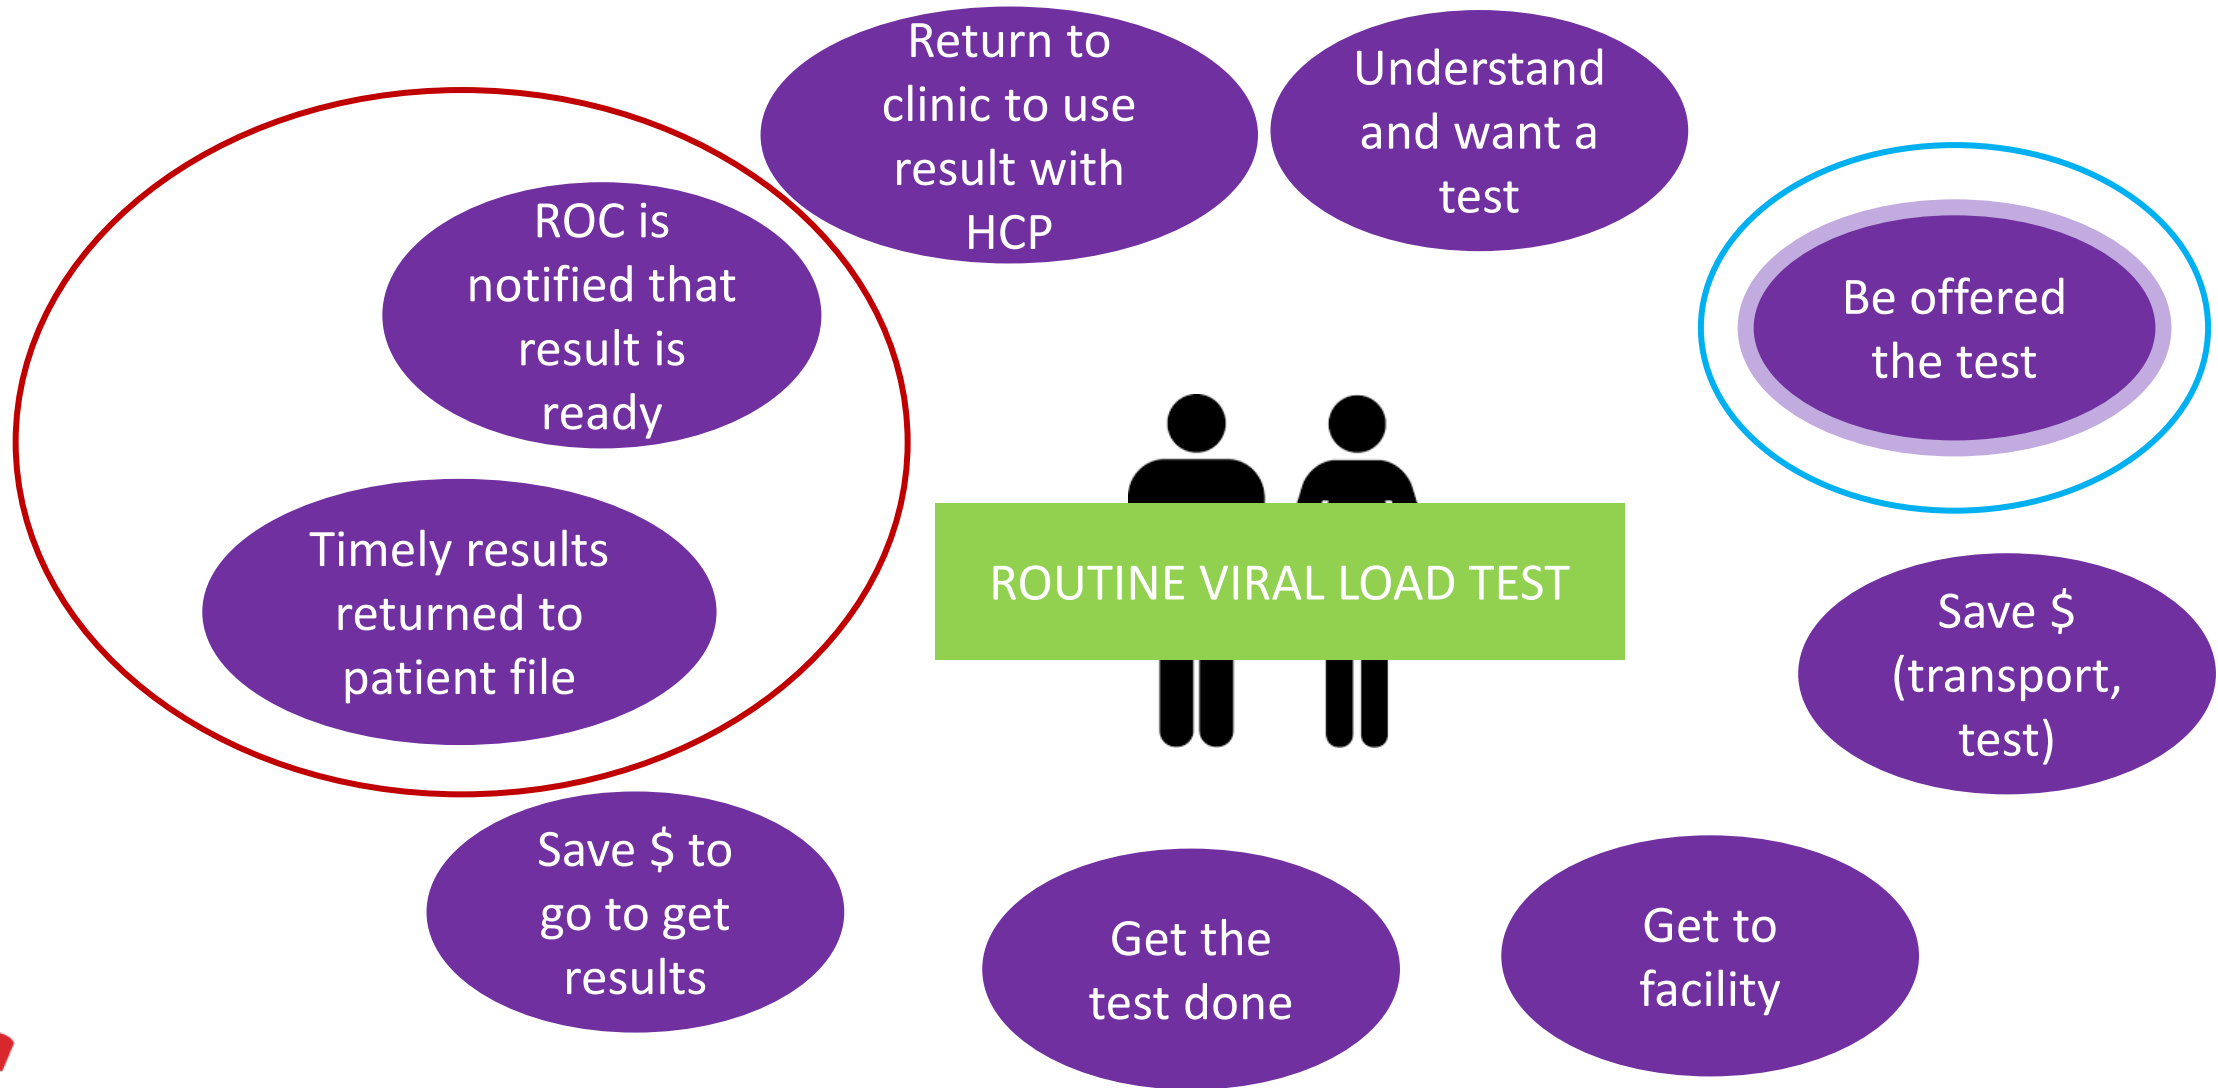 Return to
clinic to use
result with
HCP
Understand
and want a
test
Be offered
the test
Save $
(transport,
test)
Get to
facility
Get the
test done
Save $ to
go to get
results
Timely results
returned to
patient file
ROC is
notified that
result is
ready
ROUTINE VIRAL LOAD TEST